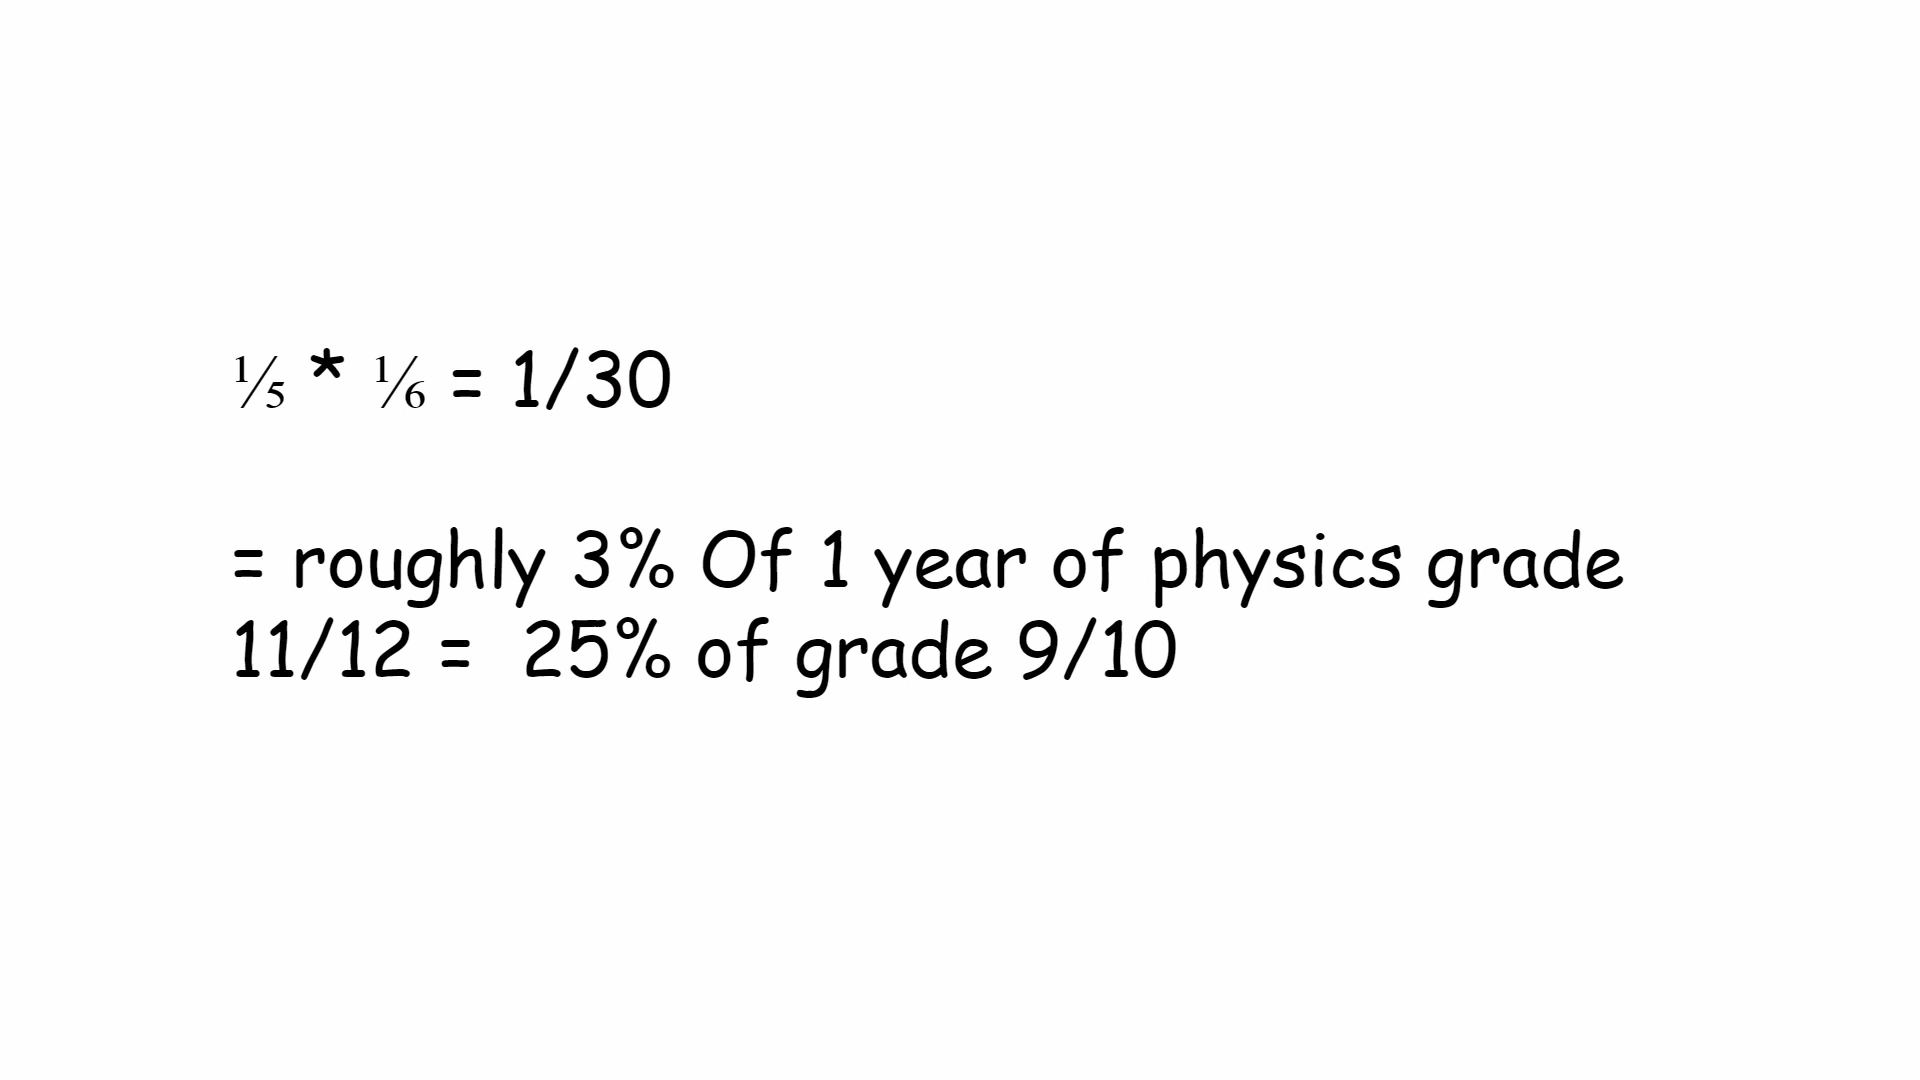 ⅕ * ⅙ = 1/30
= roughly 3% Of 1 year of physics grade
11/12 =  25% of grade 9/10